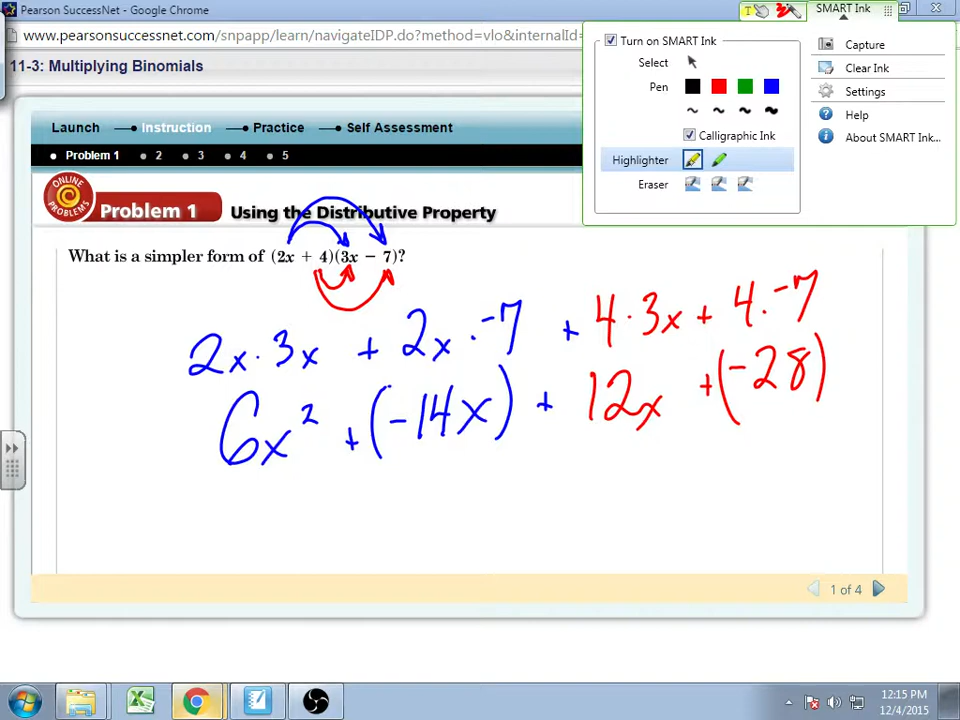 Pearson SuccessNet - Google Chrome
SMART Ink
www.pearsonsuccessnet.com/snpapp/learn/navigateIDP.do?method=vlo&internalId=
11-3: Multiplying Binomials
Turn on SMART Ink
Select
Pen
Calligraphic Ink
Highlighter
Eraser
Capture
Clear Ink
Settings
Help
About SMART Ink...
Launch Instruction Practice Self Assessment
Problem 1 2 3 4 5
ONLINE PROBLEMS
Problem 1 Using the Distributive Property
What is a simpler form of (2x + 4)(3x − 7)?
2x · 3x + 2x · -7 + 4 · 3x + 4 · -7
6x² + (-14x) + 12x + (-28)
1 of 4
12:15 PM
12/4/2015